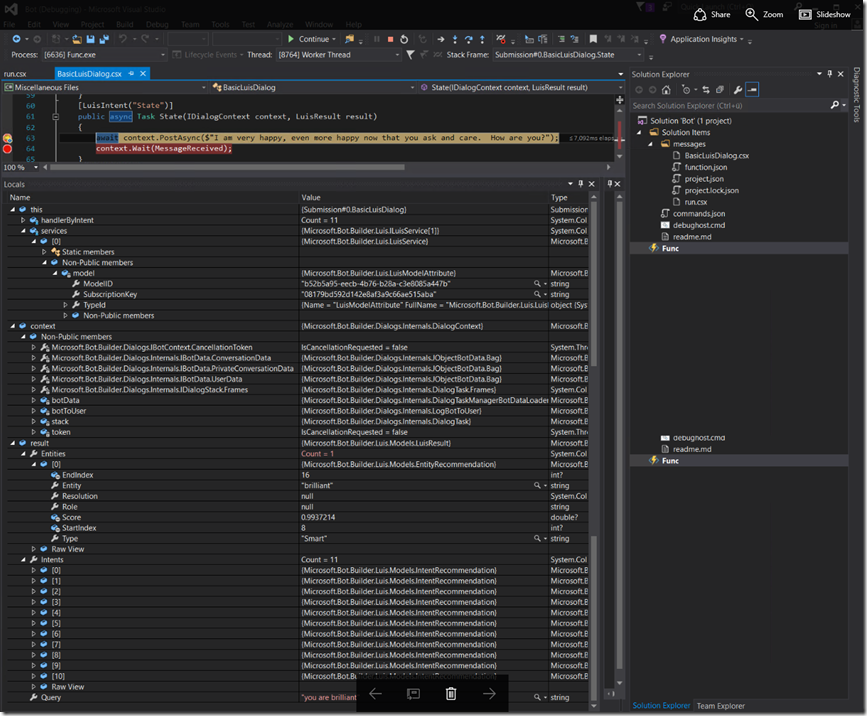 Bot (Debugging) - Microsoft Visual Studio
Share Zoom Slideshow
File Edit View Project Build Debug Team Tools Test Analyze Window Help
Continue Application Insights
Process: [6636] Func.exe Lifecycle Events Thread: [8764] Worker Thread Stack Frame: Submission#0.BasicLuisDialog.State
run.csx BasicLuisDialog.csx
Miscellaneous Files BasicLuisDialog State(IDialogContext context, LuisResult result)
59 }
60 [LuisIntent("State")]
61 public async Task State(IDialogContext context, LuisResult result)
62 {
63 await context.PostAsync($"I am very happy, even more happy now that you ask and care. How are you?"); ≤7,092ms elaps
64 context.Wait(MessageReceived);
65 }
100 %
Locals
Name Value Type
this {Submission#0.BasicLuisDialog} Submission
handlerByIntent Count = 11 System.Col
services {Microsoft.Bot.Builder.Luis.ILuisService[1]} System.Col
[0] {Microsoft.Bot.Builder.Luis.LuisService} Microsoft.B
Static members
Non-Public members
model {Microsoft.Bot.Builder.Luis.LuisModelAttribute} Microsoft.B
ModelID "b52b5a95-eecb-4b76-b28a-c3e8085a447b" string
SubscriptionKey "08179bd592d142e8af3a9c66ae515aba" string
TypeId {Name = "LuisModelAttribute" FullName = "Microsoft.Bot.Builder.Luis.Luis object {Sys
Non-Public members
context {Microsoft.Bot.Builder.Dialogs.Internals.DialogContext} Microsoft.B
Non-Public members
Microsoft.Bot.Builder.Dialogs.IBotContext.CancellationToken IsCancellationRequested = false System.Thre
Microsoft.Bot.Builder.Dialogs.Internals.IBotData.ConversationData {Microsoft.Bot.Builder.Dialogs.Internals.JObjectBotData.Bag} Microsoft.B
Microsoft.Bot.Builder.Dialogs.Internals.IBotData.PrivateConversationData {Microsoft.Bot.Builder.Dialogs.Internals.JObjectBotData.Bag} Microsoft.B
Microsoft.Bot.Builder.Dialogs.Internals.IBotData.UserData {Microsoft.Bot.Builder.Dialogs.Internals.JObjectBotData.Bag} Microsoft.B
Microsoft.Bot.Builder.Dialogs.Internals.IDialogStack.Frames {Microsoft.Bot.Builder.Dialogs.Internals.DialogTask.Frames} System.Col
botData {Microsoft.Bot.Builder.Dialogs.Internals.DialogTaskManagerBotDataLoader Microsoft.B
botToUser {Microsoft.Bot.Builder.Dialogs.Internals.LogBotToUser} Microsoft.B
stack {Microsoft.Bot.Builder.Dialogs.Internals.DialogTask} Microsoft.B
token IsCancellationRequested = false System.Thre
result {Microsoft.Bot.Builder.Luis.Models.LuisResult} Microsoft.B
Entities Count = 1 System.Col
[0] {Microsoft.Bot.Builder.Luis.Models.EntityRecommendation} Microsoft.B
EndIndex 16 int?
Entity "brilliant" string
Resolution null System.Col
Role null string
Score 0.9937214 double?
StartIndex 8 int?
Type "Smart" string
Raw View
Intents Count = 11 System.Col
[0] {Microsoft.Bot.Builder.Luis.Models.IntentRecommendation} Microsoft.B
[1] {Microsoft.Bot.Builder.Luis.Models.IntentRecommendation} Microsoft.B
[2] {Microsoft.Bot.Builder.Luis.Models.IntentRecommendation} Microsoft.B
[3] {Microsoft.Bot.Builder.Luis.Models.IntentRecommendation} Microsoft.B
[4] {Microsoft.Bot.Builder.Luis.Models.IntentRecommendation} Microsoft.B
[5] {Microsoft.Bot.Builder.Luis.Models.IntentRecommendation} Microsoft.B
[6] {Microsoft.Bot.Builder.Luis.Models.IntentRecommendation} Microsoft.B
[7] {Microsoft.Bot.Builder.Luis.Models.IntentRecommendation} Microsoft.B
[8] {Microsoft.Bot.Builder.Luis.Models.IntentRecommendation} Microsoft.B
[9] {Microsoft.Bot.Builder.Luis.Models.IntentRecommendation} Microsoft.B
[10] {Microsoft.Bot.Builder.Luis.Models.IntentRecommendation} Microsoft.B
Raw View
Query "you are brilliant string
Solution Explorer
Search Solution Explorer (Ctrl+ü)
Solution 'Bot' (1 project)
Solution Items
messages
BasicLuisDialog.csx
function.json
project.json
project.lock.json
run.csx
commands.json
debughost.cmd
readme.md
Func
debughost.cmd
readme.md
Func
Solution Explorer Team Explorer
Diagnostic Tools